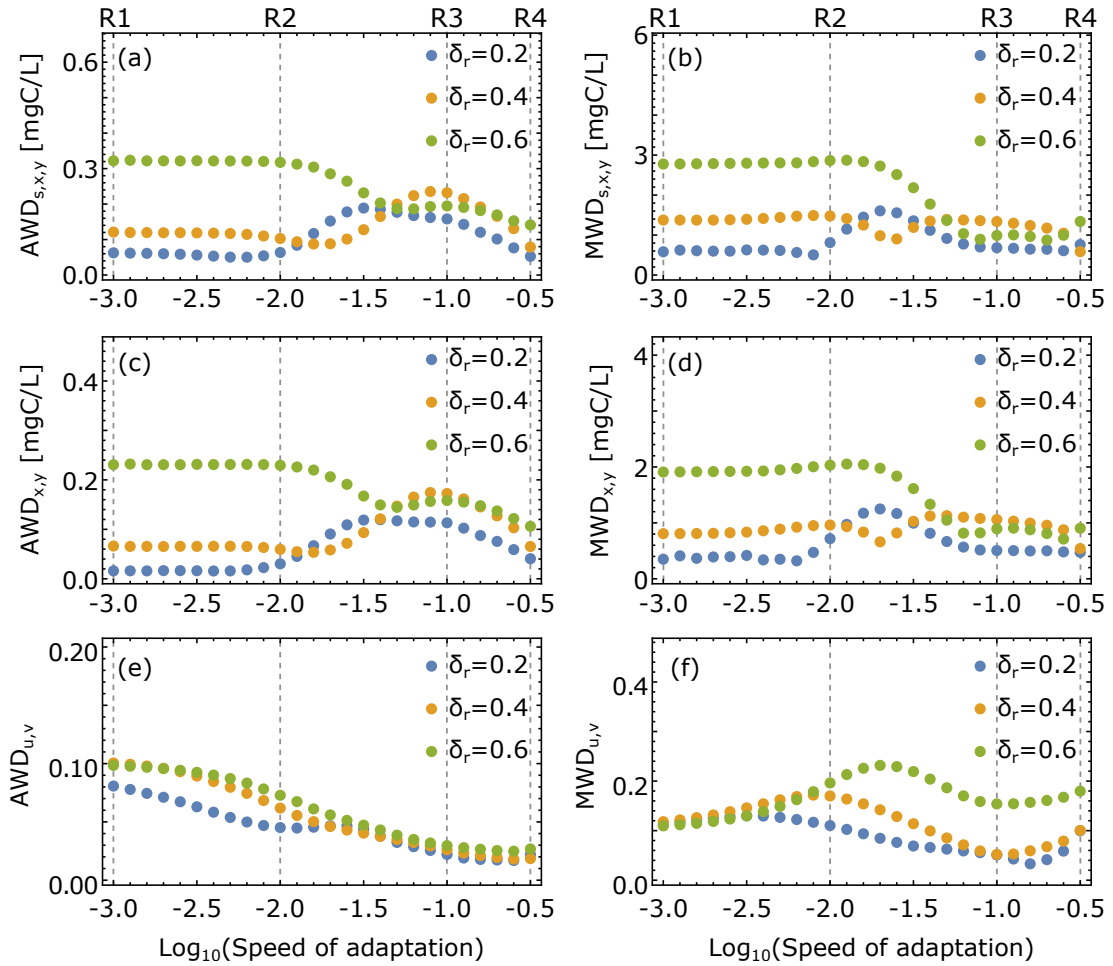 R1 R2 R3 R4 R1 R2 R3 R4
(a)
δr=0.2
δr=0.4
δr=0.6
AWDs,x,y [mgC/L]
0.6
0.3
0.0
-3.0 -2.5 -2.0 -1.5 -1.0 -0.5
(b)
δr=0.2
δr=0.4
δr=0.6
MWDs,x,y [mgC/L]
6
3
0
-3.0 -2.5 -2.0 -1.5 -1.0 -0.5
(c)
δr=0.2
δr=0.4
δr=0.6
AWDx,y [mgC/L]
0.4
0.2
0.0
-3.0 -2.5 -2.0 -1.5 -1.0 -0.5
(d)
δr=0.2
δr=0.4
δr=0.6
MWDx,y [mgC/L]
4
2
0
-3.0 -2.5 -2.0 -1.5 -1.0 -0.5
(e)
δr=0.2
δr=0.4
δr=0.6
AWDu,v
0.20
0.10
0.00
-3.0 -2.5 -2.0 -1.5 -1.0 -0.5
Log10(Speed of adaptation)
(f)
δr=0.2
δr=0.4
δr=0.6
MWDu,v
0.4
0.2
0.0
-3.0 -2.5 -2.0 -1.5 -1.0 -0.5
Log10(Speed of adaptation)